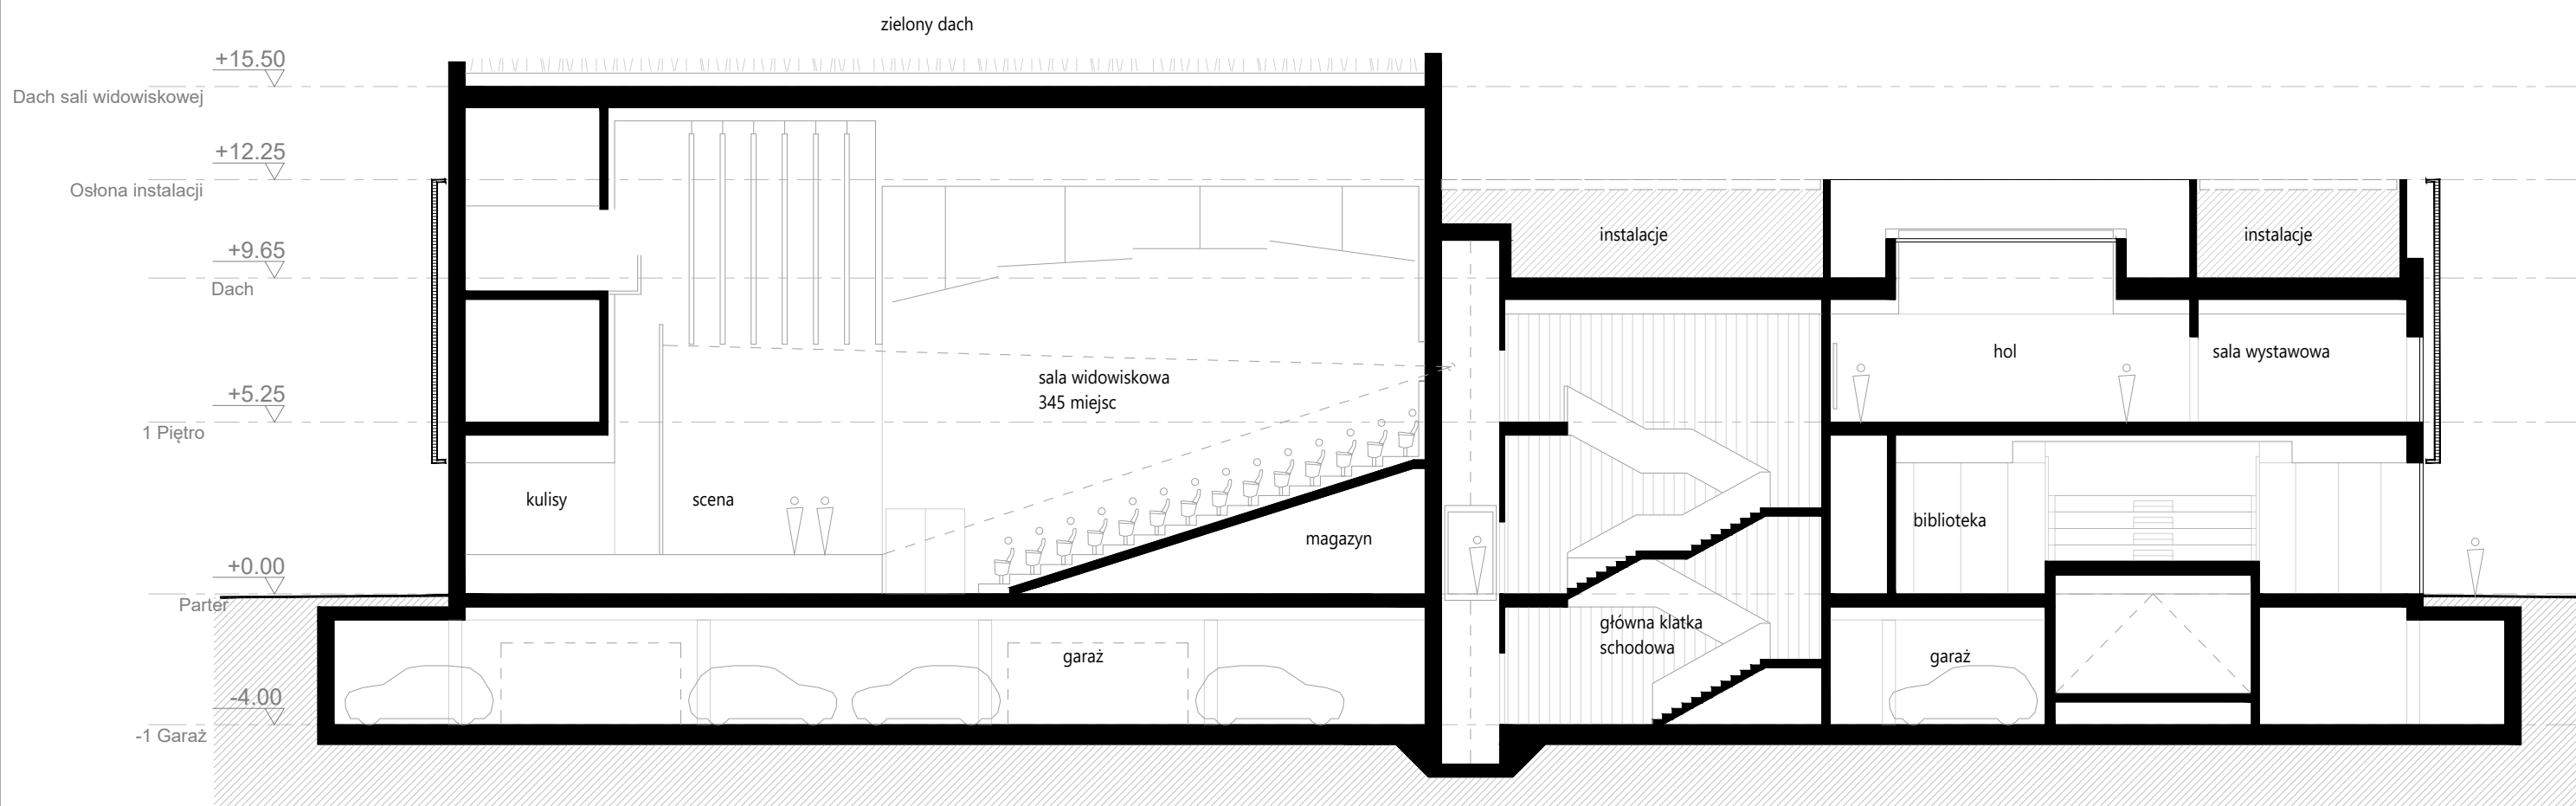 zielony dach
+15.50
Dach sali widowiskowej
+12.25
Osłona instalacji
instalacje
instalacje
+9.65
Dach
hol
sala wystawowa
sala widowiskowa
345 miejsc
+5.25
1 Piętro
kulisy
scena
magazyn
biblioteka
+0.00
Parter
główna klatka
schodowa
garaż
garaż
-4.00
-1 Garaż